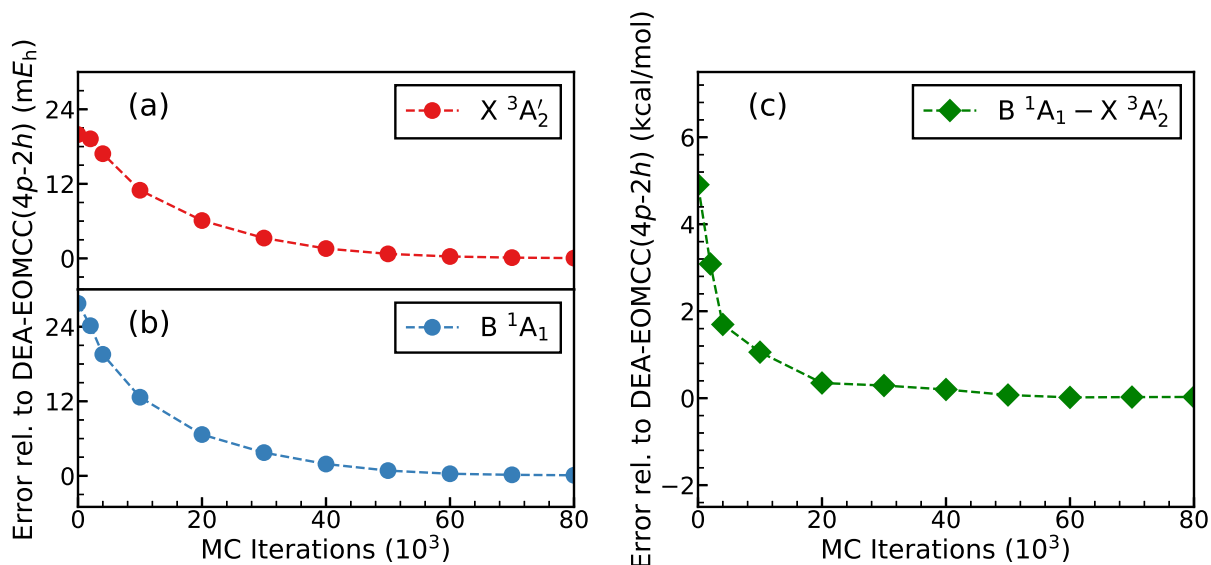 Error rel. to DEA-EOMCC(4p-2h) (mEₕ)
24
12
0
(a)
X ³A′₂
24
12
0
(b)
B ¹A₁
0
20
40
60
80
MC Iterations (10³)
Error rel. to DEA-EOMCC(4p-2h) (kcal/mol)
6
4
2
0
−2
(c)
B ¹A₁ − X ³A′₂
0
20
40
60
80
MC Iterations (10³)